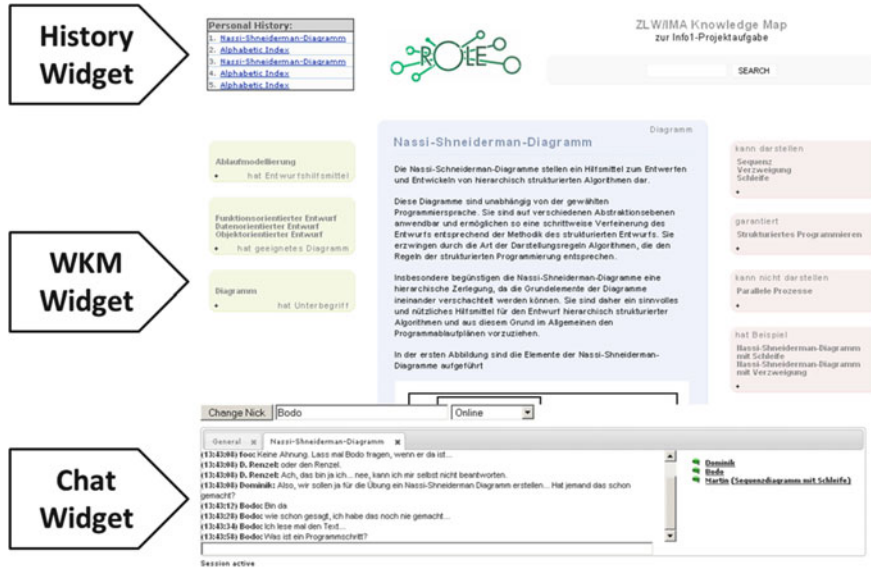 History
Widget
Personal History:
1. Nassi-Shneiderman-Diagramm
2. Alphabetic Index
3. Nassi-Shneiderman-Diagramm
4. Alphabetic Index
5. Alphabetic Index
ROLE
ZLW/IMA Knowledge Map
zur Info1-Projektaufgabe
SEARCH
WKM
Widget
Ablaufmodellierung
hat Entwurfshilfsmittel
Funktionsorientierter Entwurf
Datenorientierter Entwurf
Objektorientierter Entwurf
hat geeignetes Diagramm
Diagramm
hat Unterbegriff
Diagramm
Nassi-Shneiderman-Diagramm
Die Nassi-Schneiderman-Diagramme stellen ein Hilfsmittel zum Entwerfen
und Entwickeln von hierarchisch strukturierten Algorithmen dar.
Diese Diagramme sind unabhängig von der gewählten
Programmiersprache. Sie sind auf verschiedenen Abstraktionsebenen
anwendbar und ermöglichen so eine schrittweise Verfeinerung des
Entwurfs entsprechend der Methodik des strukturierten Entwurfs. Sie
erzwingen durch die Art der Darstellungsregeln Algorithmen, die den
Regeln der strukturierten Programmierung entsprechen.
Insbesondere begünstigen die Nassi-Shneiderman-Diagramme eine
hierarchische Zerlegung, da die Grundelemente der Diagramme
ineinander verschachtelt werden können. Sie sind daher ein sinnvolles
und nützliches Hilfsmittel für den Entwurf hierarchisch strukturierter
Algorithmen und aus diesem Grund im Allgemeinen den
Programmablaufplänen vorzuziehen.
In der ersten Abbildung sind die Elemente der Nassi-Shneiderman-
Diagramme aufgeführt
kann darstellen
Sequenz
Verzweigung
Schleife
garantiert
Strukturiertes Programmieren
kann nicht darstellen
Parallele Prozesse
hat Beispiel
Nassi-Shneiderman-Diagramm
mit Schleife
Nassi-Shneiderman-Diagramm
mit Verzweigung
Chat
Widget
Change Nick Bodo Online
General Nassi-Shneiderman-Diagramm
(13:43:08) foo: Keine Ahnung. Lass mal Bodo fragen, wenn er da ist...
(13:43:08) D. Renzel: oder den Renzel.
(13:43:08) D. Renzel: Ach, das bin ja ich... nee, kann ich mir selbst nicht beantworten.
(13:43:08) Dominik: Also, wir sollen ja für die Übung ein Nassi-Shneiderman Diagramm erstellen... Hat jemand das schon
gemacht?
(13:43:12) Bodo: Bin da
(13:43:28) Bodo: wie schon gesagt, ich habe das noch nie gemacht...
(13:43:34) Bodo: Ich lese mal den Text...
(13:43:58) Bodo: Was ist ein Programmschritt?
Dominik
Bodo
Martin (Sequenzdiagramm mit Schleife)
Session active